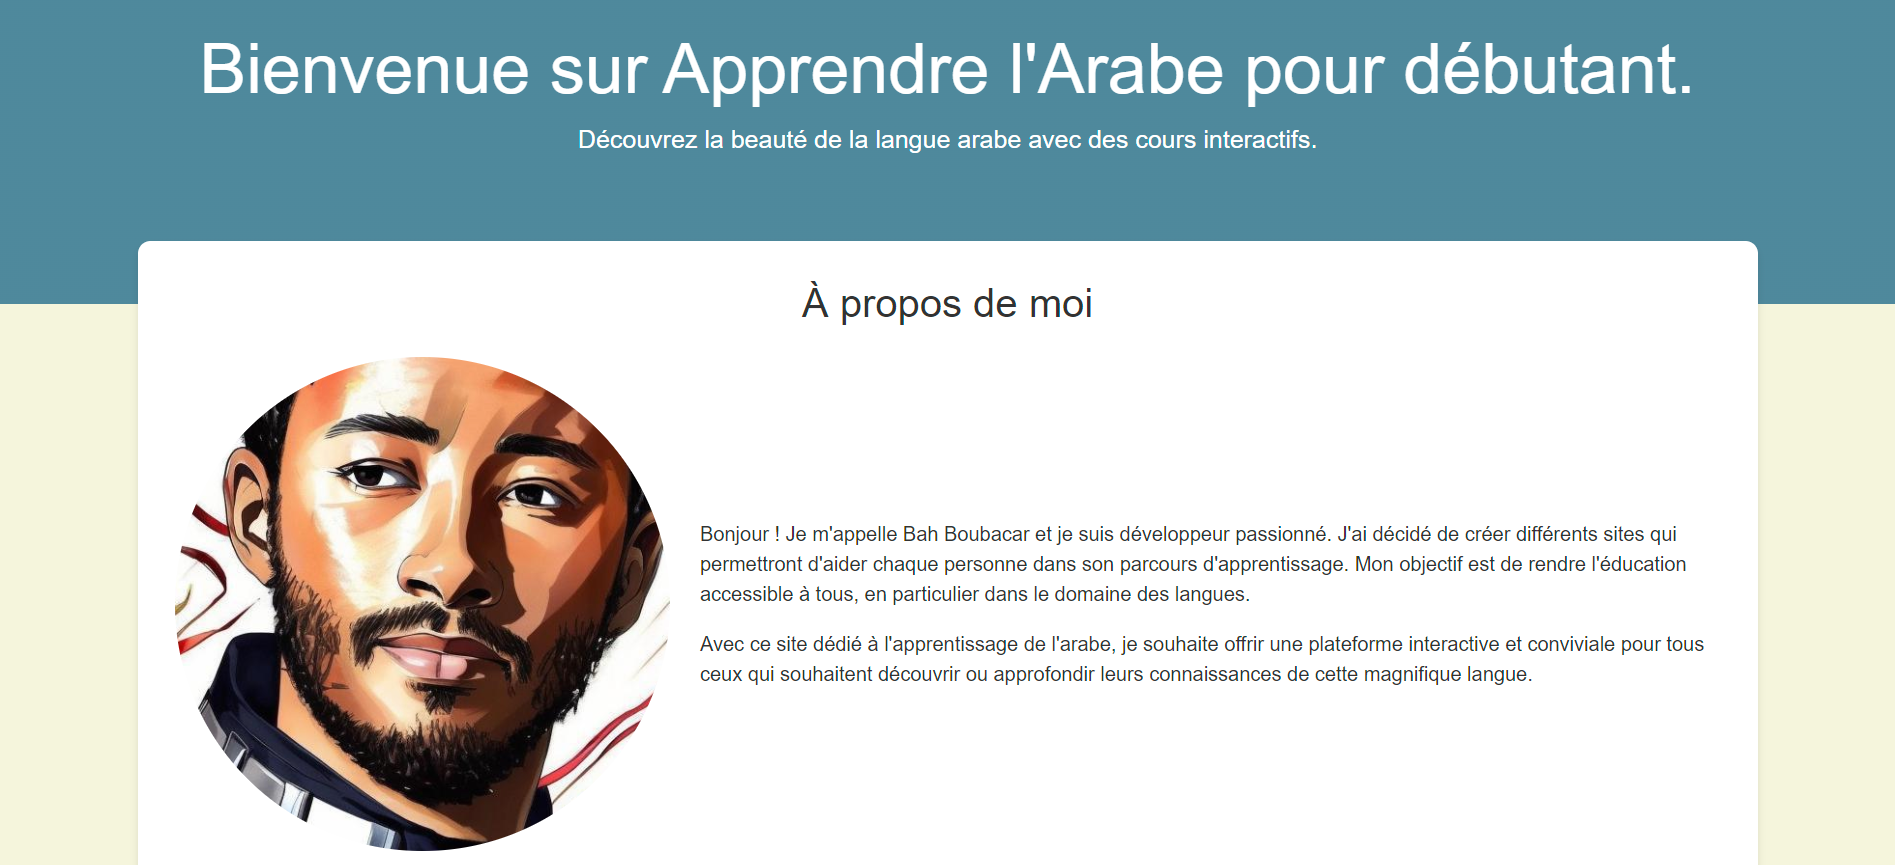 Bienvenue sur Apprendre l'Arabe pour débutant.
Découvrez la beauté de la langue arabe avec des cours interactifs.
À propos de moi
Bonjour ! Je m'appelle Bah Boubacar et je suis développeur passionné. J'ai décidé de créer différents sites qui
permettront d'aider chaque personne dans son parcours d'apprentissage. Mon objectif est de rendre l'éducation
accessible à tous, en particulier dans le domaine des langues.
Avec ce site dédié à l'apprentissage de l'arabe, je souhaite offrir une plateforme interactive et conviviale pour tous
ceux qui souhaitent découvrir ou approfondir leurs connaissances de cette magnifique langue.